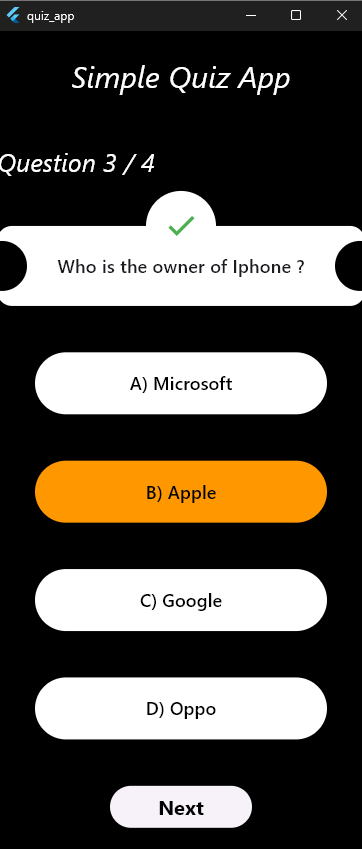 quiz_app
Simple Quiz App
Question 3 / 4
Who is the owner of Iphone ?
A) Microsoft
B) Apple
C) Google
D) Oppo
Next